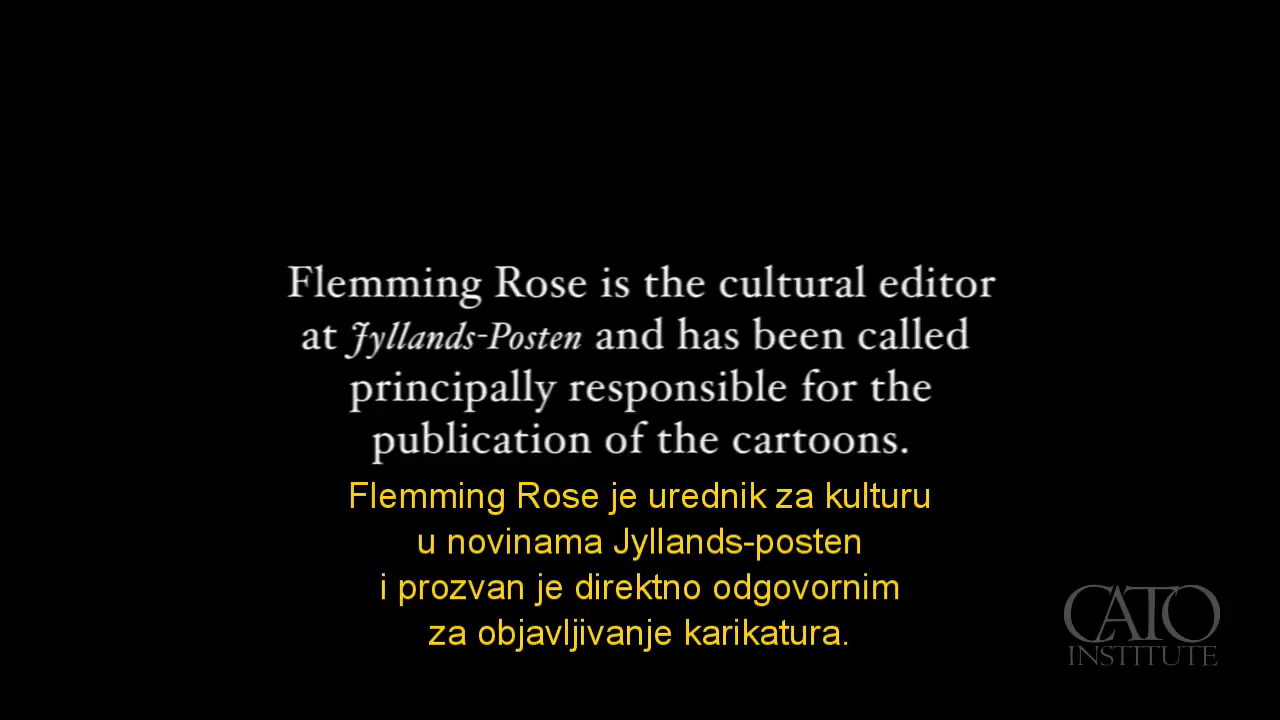 Flemming Rose is the cultural editor
at Jyllands-Posten and has been called
principally responsible for the
publication of the cartoons.
Flemming Rose je urednik za kulturu
u novinama Jyllands-posten
i prozvan je direktno odgovornim
za objavljivanje karikatura.
CATO
INSTITUTE